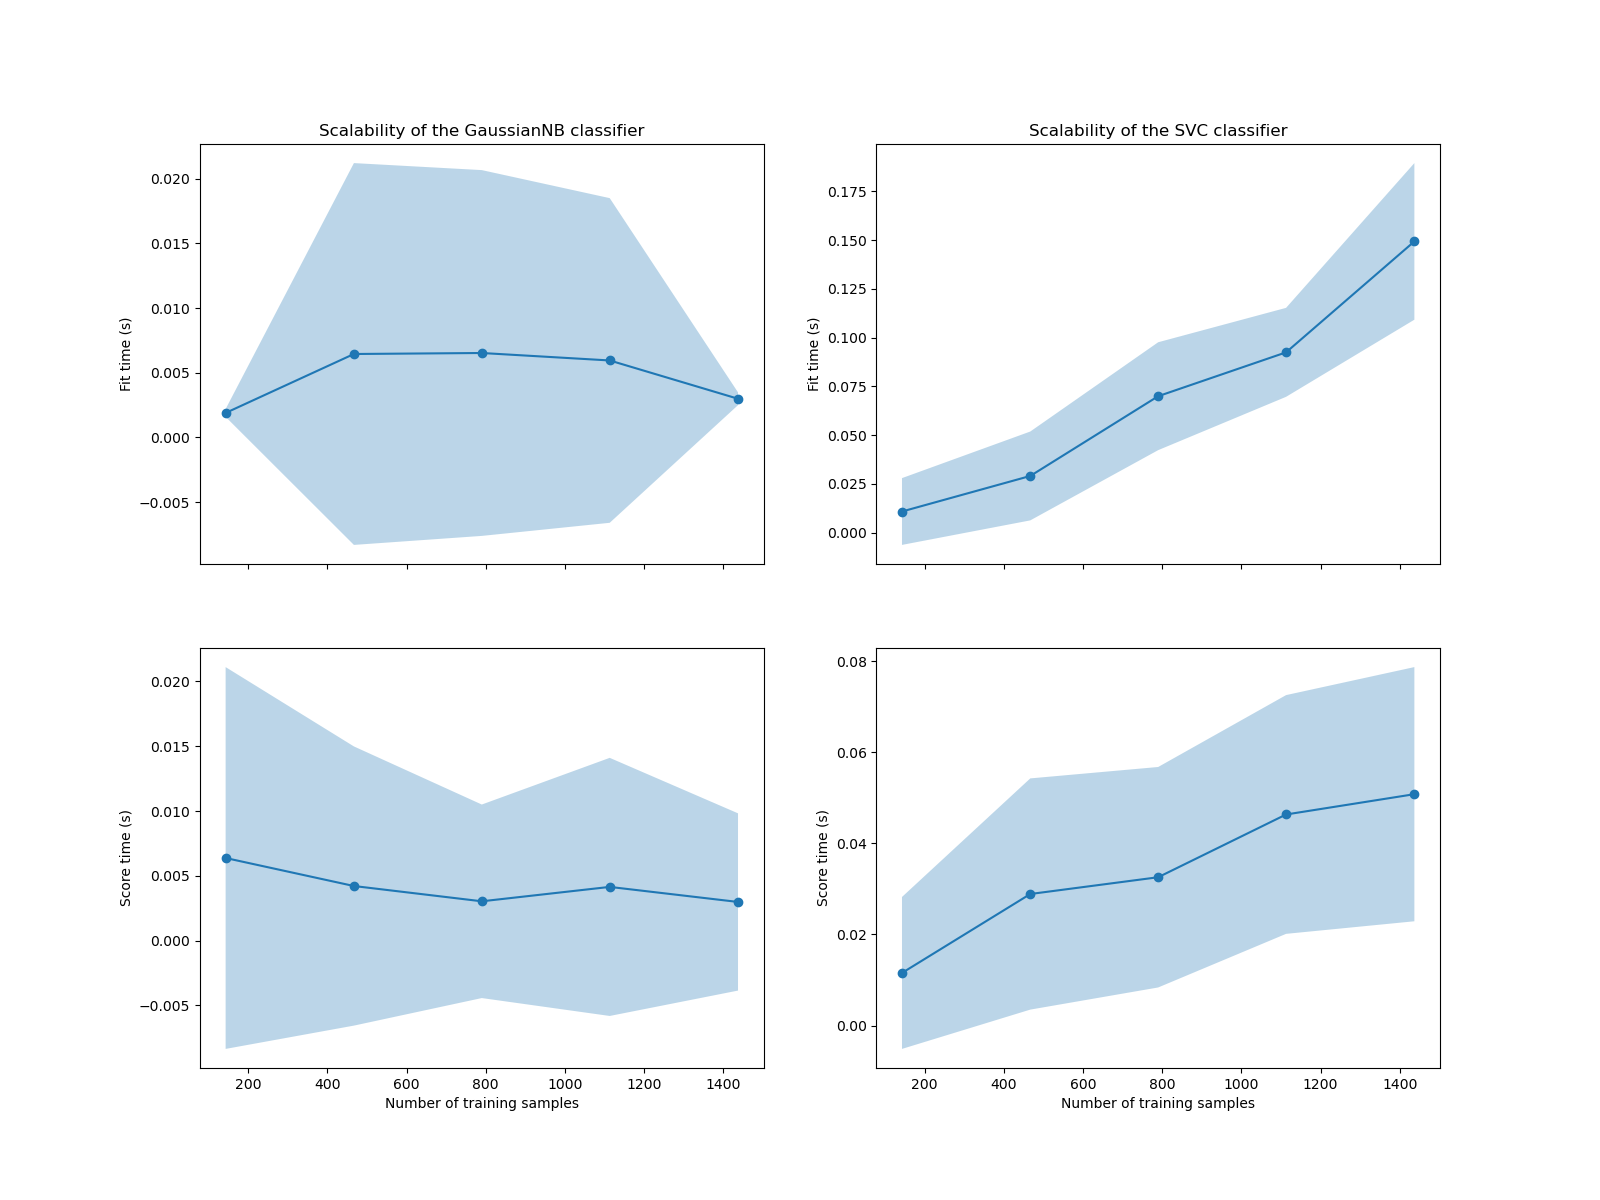 Scalability of the GaussianNB classifier
Fit time (s)
0.020
0.015
0.010
0.005
0.000
−0.005
Scalability of the SVC classifier
Fit time (s)
0.175
0.150
0.125
0.100
0.075
0.050
0.025
0.000
Score time (s)
0.020
0.015
0.010
0.005
0.000
−0.005
200 400 600 800 1000 1200 1400
Number of training samples
Score time (s)
0.08
0.06
0.04
0.02
0.00
200 400 600 800 1000 1200 1400
Number of training samples